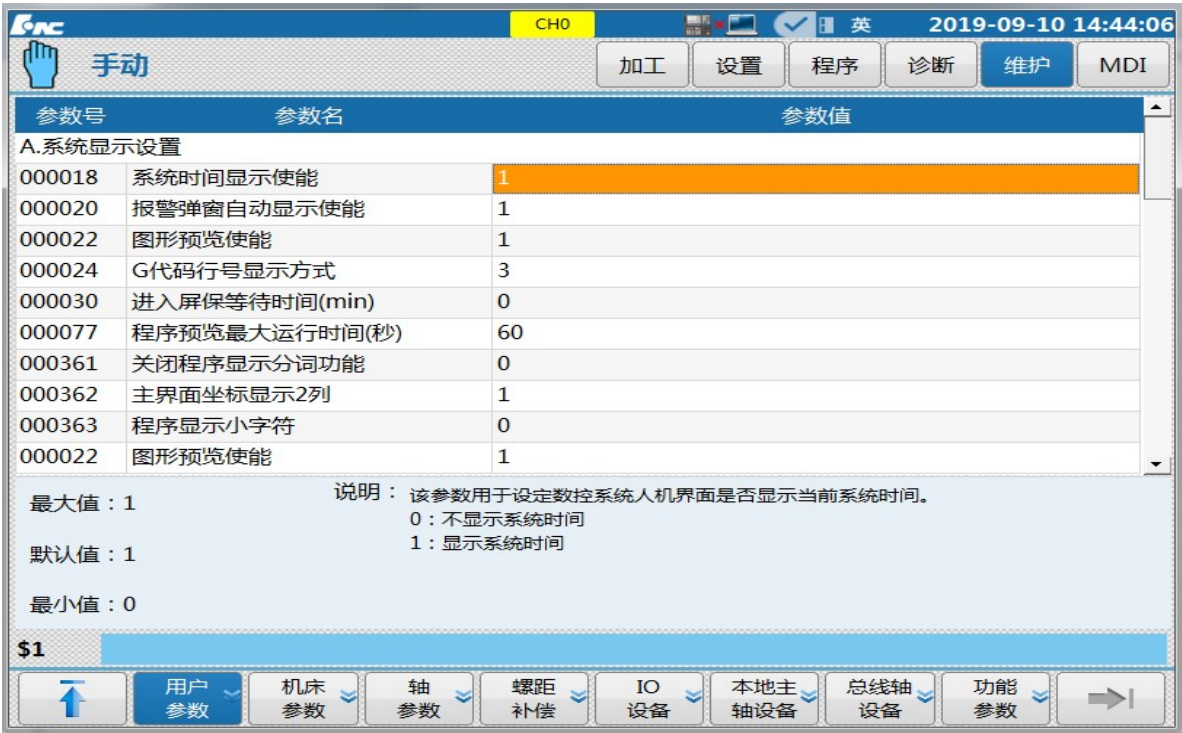 HNC CH0 英 2019-09-10 14:44:06
手动 加工 设置 程序 诊断 维护 MDI
参数号 参数名 参数值
A.系统显示设置
000018 系统时间显示使能 1
000020 报警弹窗自动显示使能 1
000022 图形预览使能 1
000024 G代码行号显示方式 3
000030 进入屏保等待时间(min) 0
000077 程序预览最大运行时间(秒) 60
000361 关闭程序显示分词功能 0
000362 主界面坐标显示2列 1
000363 程序显示小字符 0
000022 图形预览使能 1
最大值：1
默认值：1
最小值：0
说明： 该参数用于设定数控系统人机界面是否显示当前系统时间。
0：不显示系统时间
1：显示系统时间
$1
用户参数 机床参数 轴参数 螺距补偿 IO设备 本地主轴设备 总线轴设备 功能参数